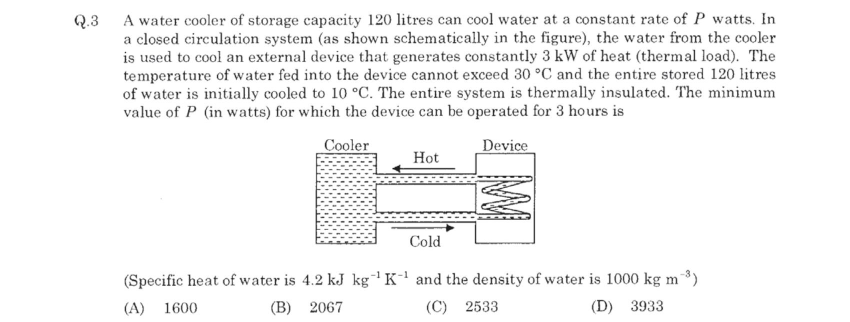 Q.3 A water cooler of storage capacity 120 litres can cool water at a constant rate of P watts. In
a closed circulation system (as shown schematically in the figure), the water from the cooler
is used to cool an external device that generates constantly 3 kW of heat (thermal load). The
temperature of water fed into the device cannot exceed 30 °C and the entire stored 120 litres
of water is initially cooled to 10 °C. The entire system is thermally insulated. The minimum
value of P (in watts) for which the device can be operated for 3 hours is
Cooler Device
Hot
Cold
(Specific heat of water is 4.2 kJ kg⁻¹ K⁻¹ and the density of water is 1000 kg m⁻³)
(A) 1600 (B) 2067 (C) 2533 (D) 3933